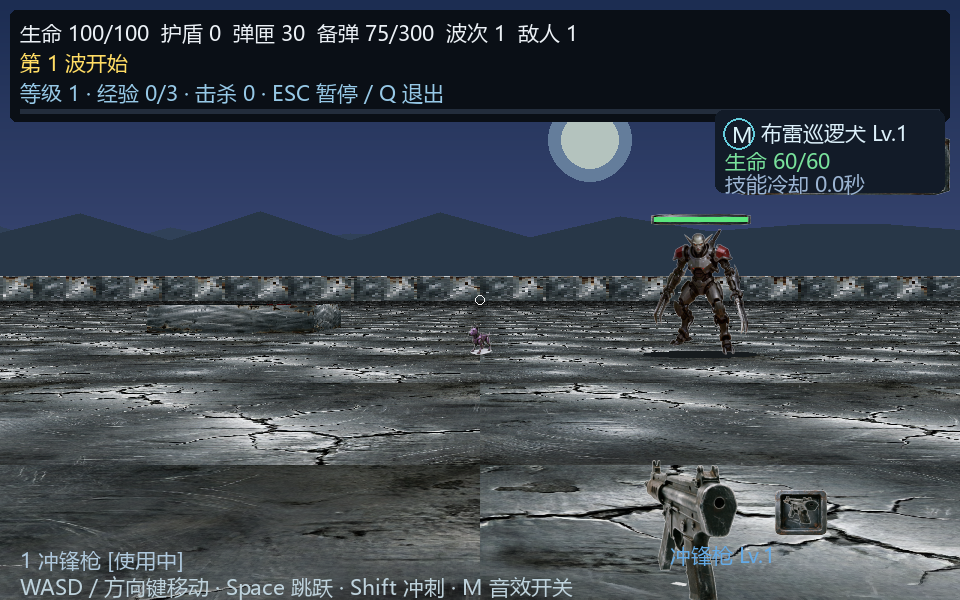 生命 100/100 护盾 0 弹匣 30 备弹 75/300 波次 1 敌人 1
第 1 波开始
等级 1 · 经验 0/3 · 击杀 0 · ESC 暂停 / Q 退出
M 布雷巡逻犬 Lv.1
生命 60/60
技能冷却 0.0秒
冲锋枪 Lv.1
1 冲锋枪 [使用中]
WASD / 方向键移动 · Space 跳跃 · Shift 冲刺 · M 音效开关